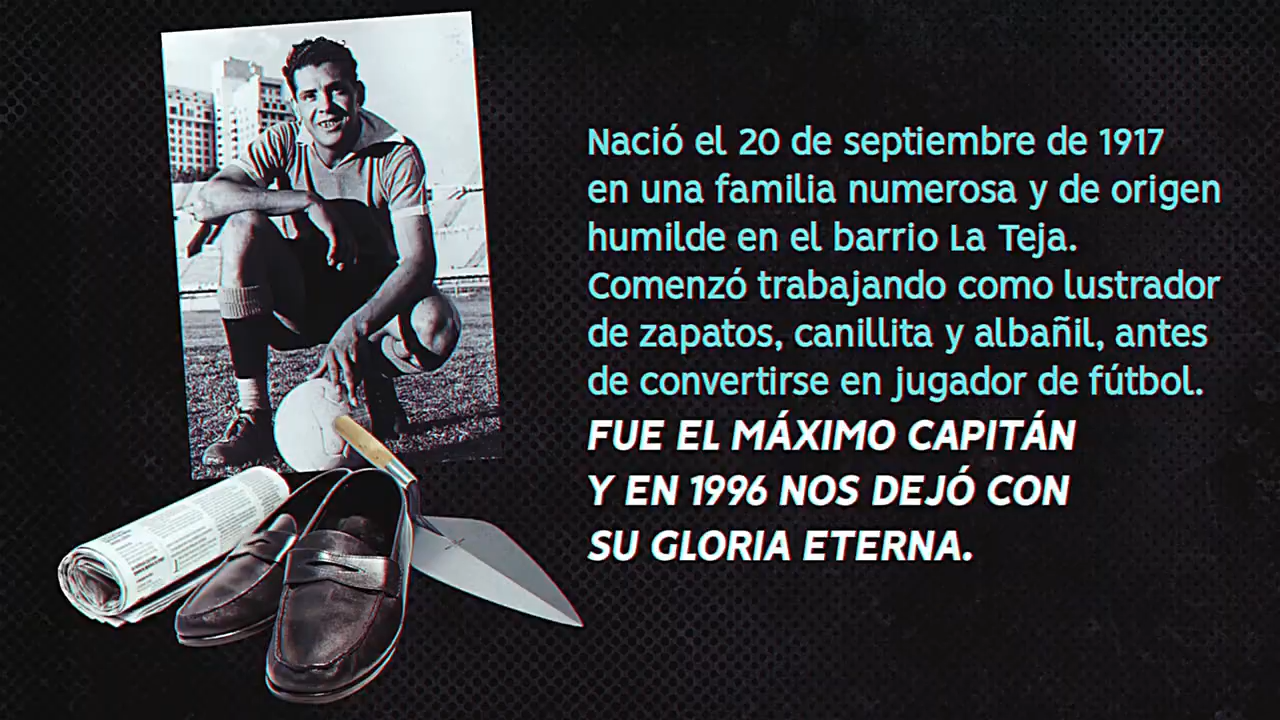 Nació el 20 de septiembre de 1917
en una familia numerosa y de origen
humilde en el barrio La Teja.
Comenzó trabajando como lustrador
de zapatos, canillita y albañil, antes
de convertirse en jugador de fútbol.
FUE EL MÁXIMO CAPITÁN
Y EN 1996 NOS DEJÓ CON
SU GLORIA ETERNA.